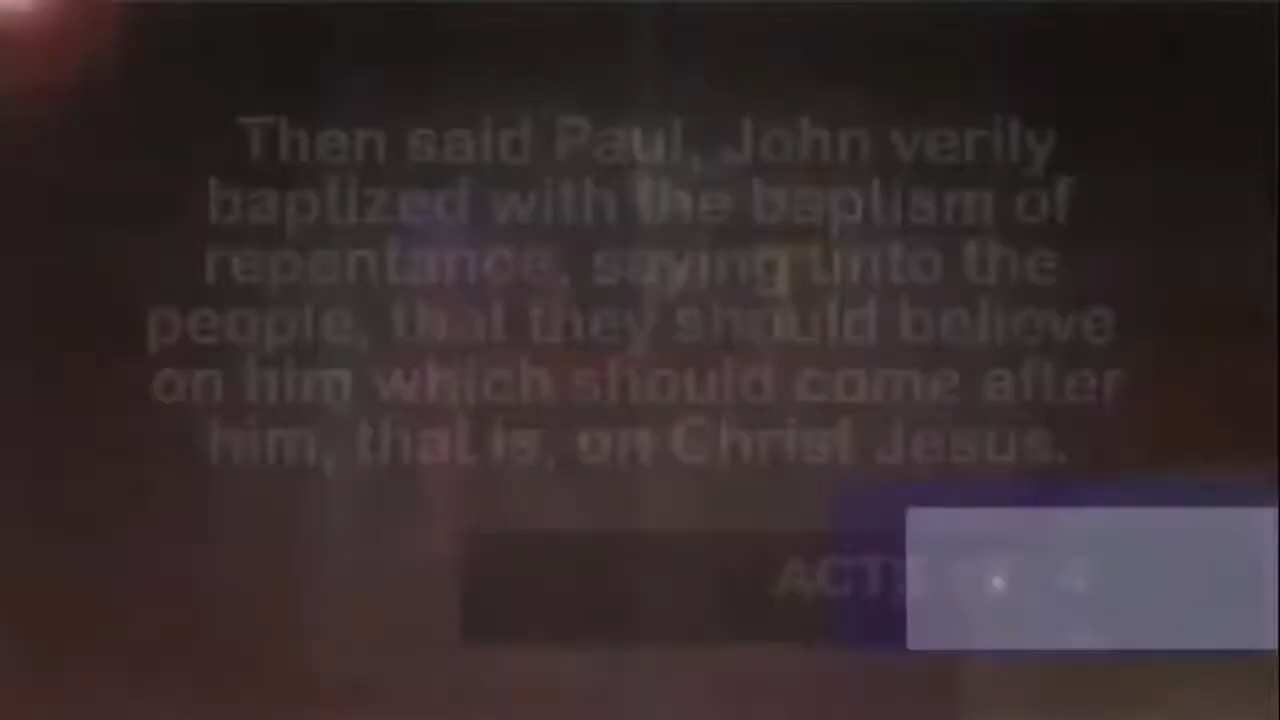 Then said Paul, John verily
baptized with the baptism of
repentance, saying unto the
people, that they should believe
on him which should come after
him, that is, on Christ Jesus.
ACTS 4